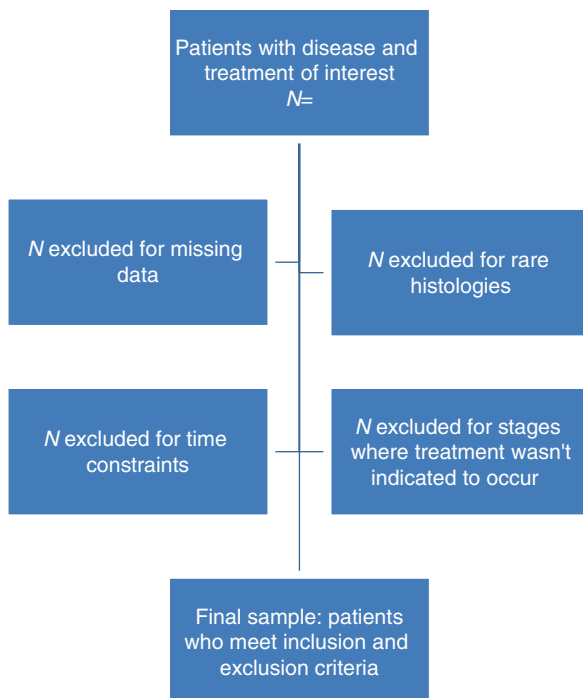 Patients with disease and
treatment of interest
N=
N excluded for missing
data
N excluded for rare
histologies
N excluded for time
constraints
N excluded for stages
where treatment wasn't
indicated to occur
Final sample: patients
who meet inclusion and
exclusion criteria